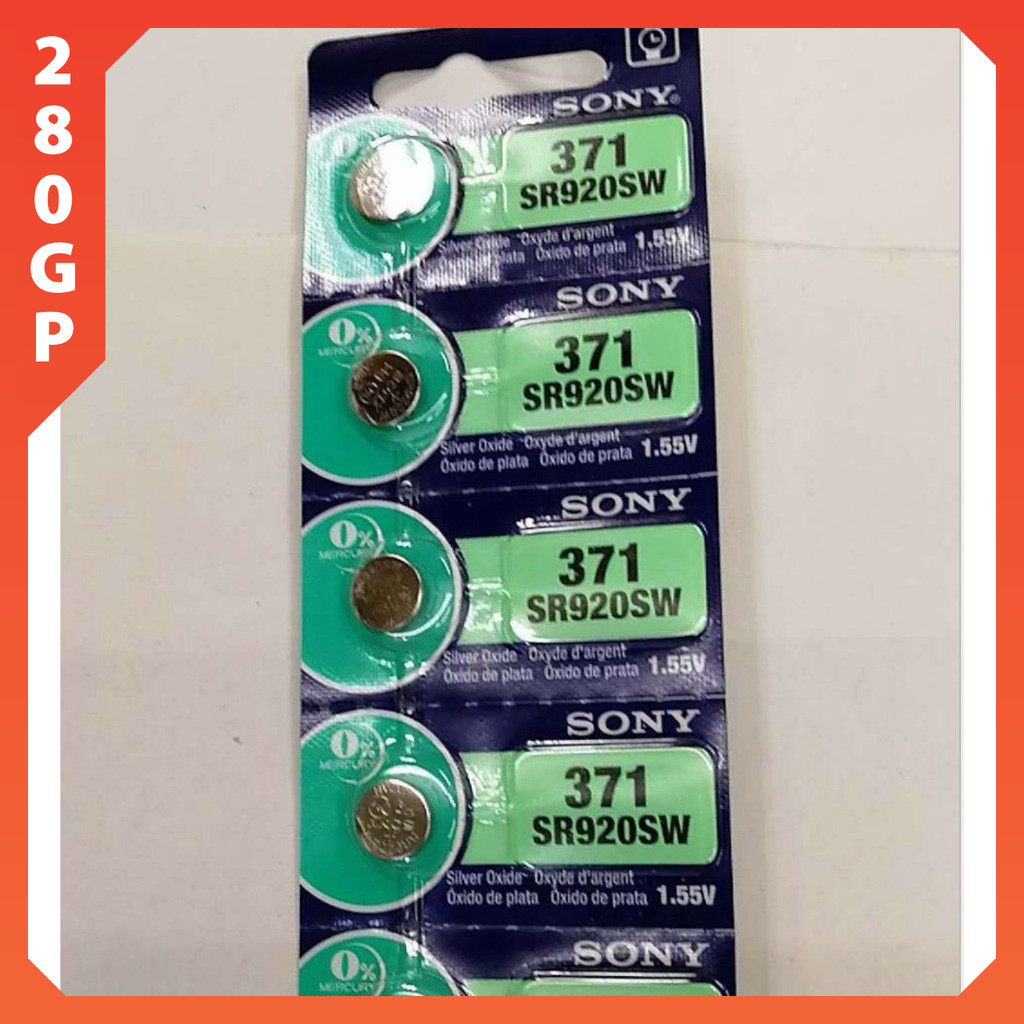 280GP
SONY
371
SR920SW
Silver Oxide Oxyde d'argent
Óxido de prata 1.55V
SONY
0%
MERCURY
371
SR920SW
Silver Oxide Oxyde d'argent
Óxido de plata Óxido de prata 1.55V
SONY
0%
MERCURY
371
SR920SW
Silver Oxide Oxyde d'argent
Óxido de plata Óxido de prata 1.55V
SONY
0%
MERCURY
371
SR920SW
Silver Oxide Oxyde d'argent
Óxido de plata Óxido de prata 1.55V
SONY
0%
MERCURY